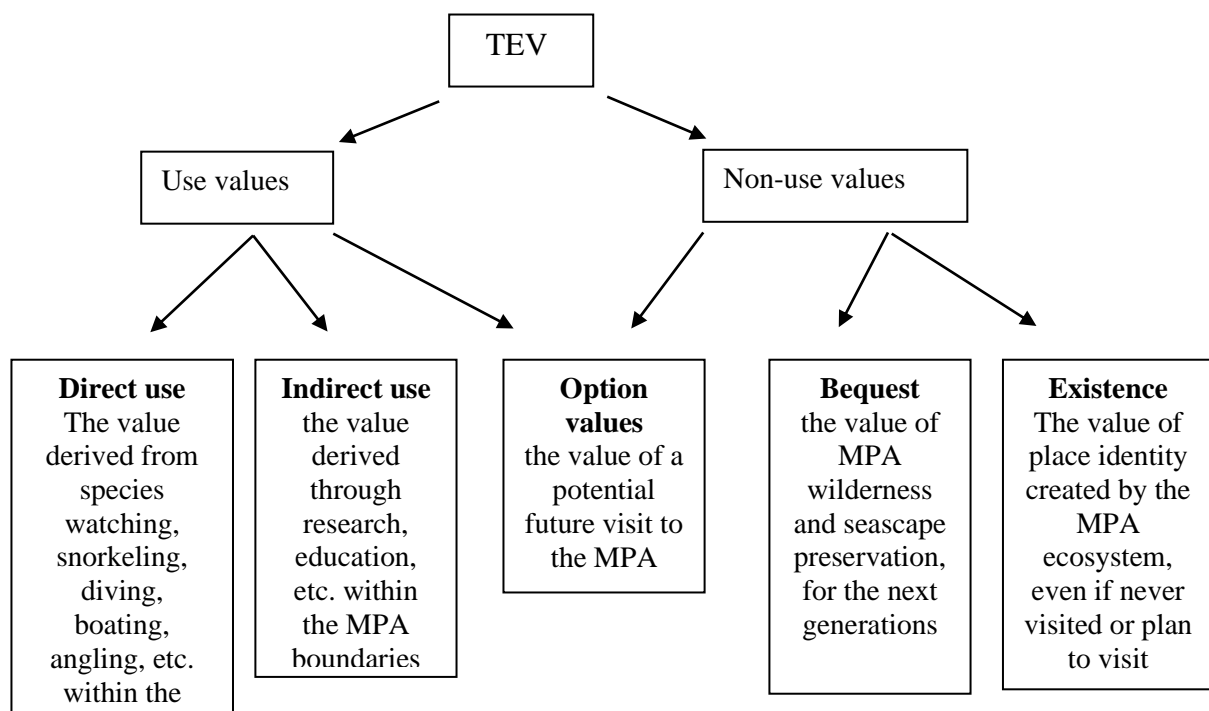 TEV
Use values
Non-use values
Direct use
The value
derived from
species
watching,
snorkeling,
diving,
boating,
angling, etc.
within the
Indirect use
the value
derived
through
research,
education,
etc. within
the MPA
boundaries
Option
values
the value of a
potential
future visit to
the MPA
Bequest
the value of
MPA
wilderness
and seascape
preservation,
for the next
generations
Existence
The value of
place identity
created by the
MPA
ecosystem,
even if never
visited or plan
to visit